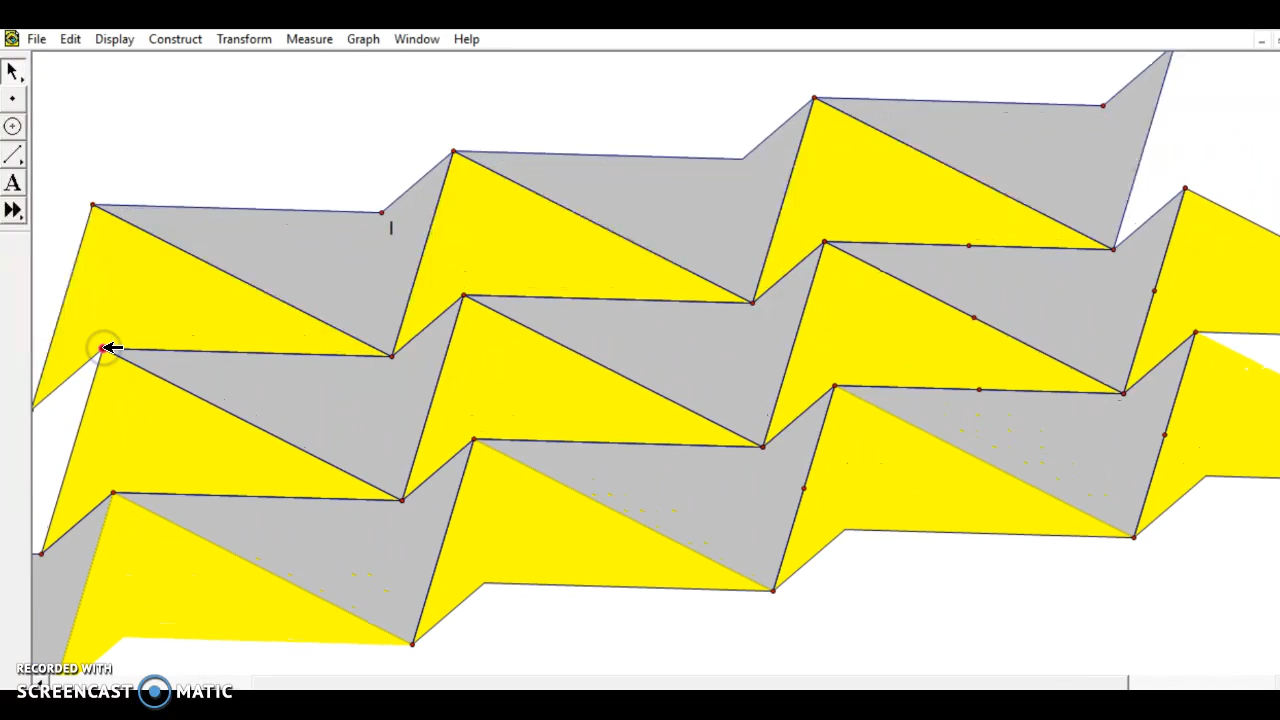 File Edit Display Construct Transform Measure Graph Window Help
A
RECORDED WITH
SCREENCAST MATIC